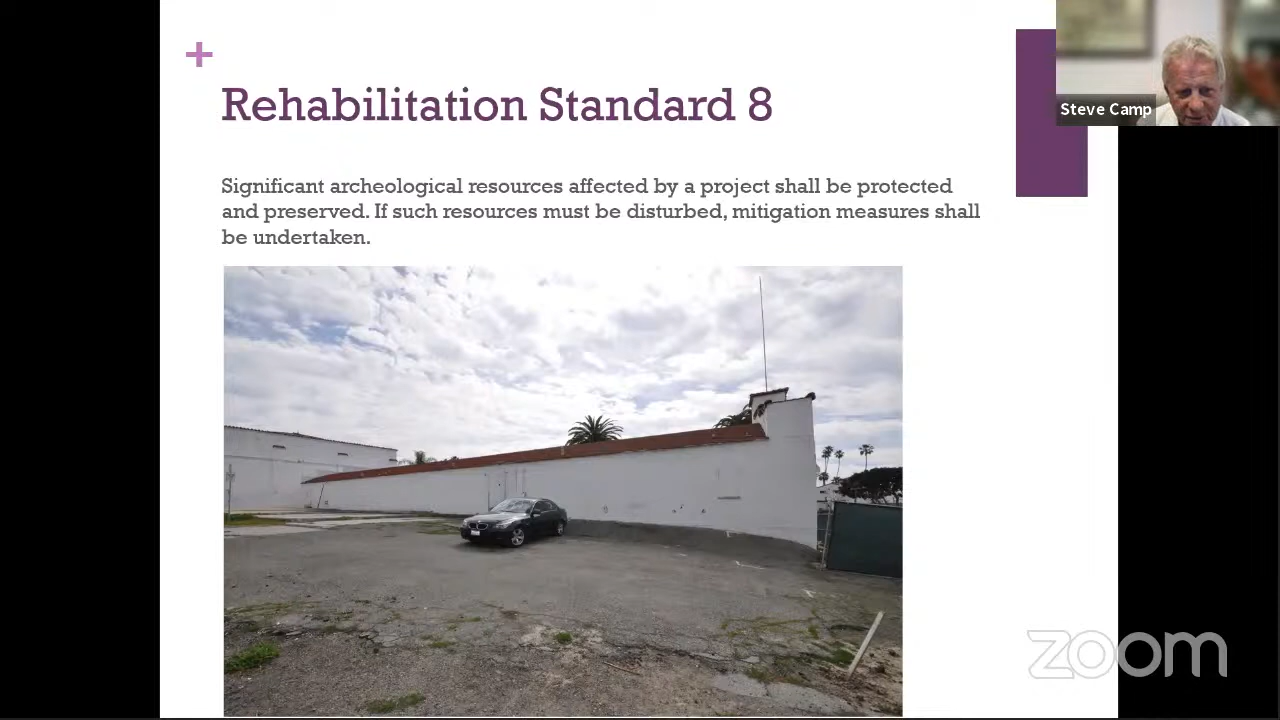 +
Rehabilitation Standard 8
Steve Camp
Significant archeological resources affected by a project shall be protected
and preserved. If such resources must be disturbed, mitigation measures shall
be undertaken.
zoom